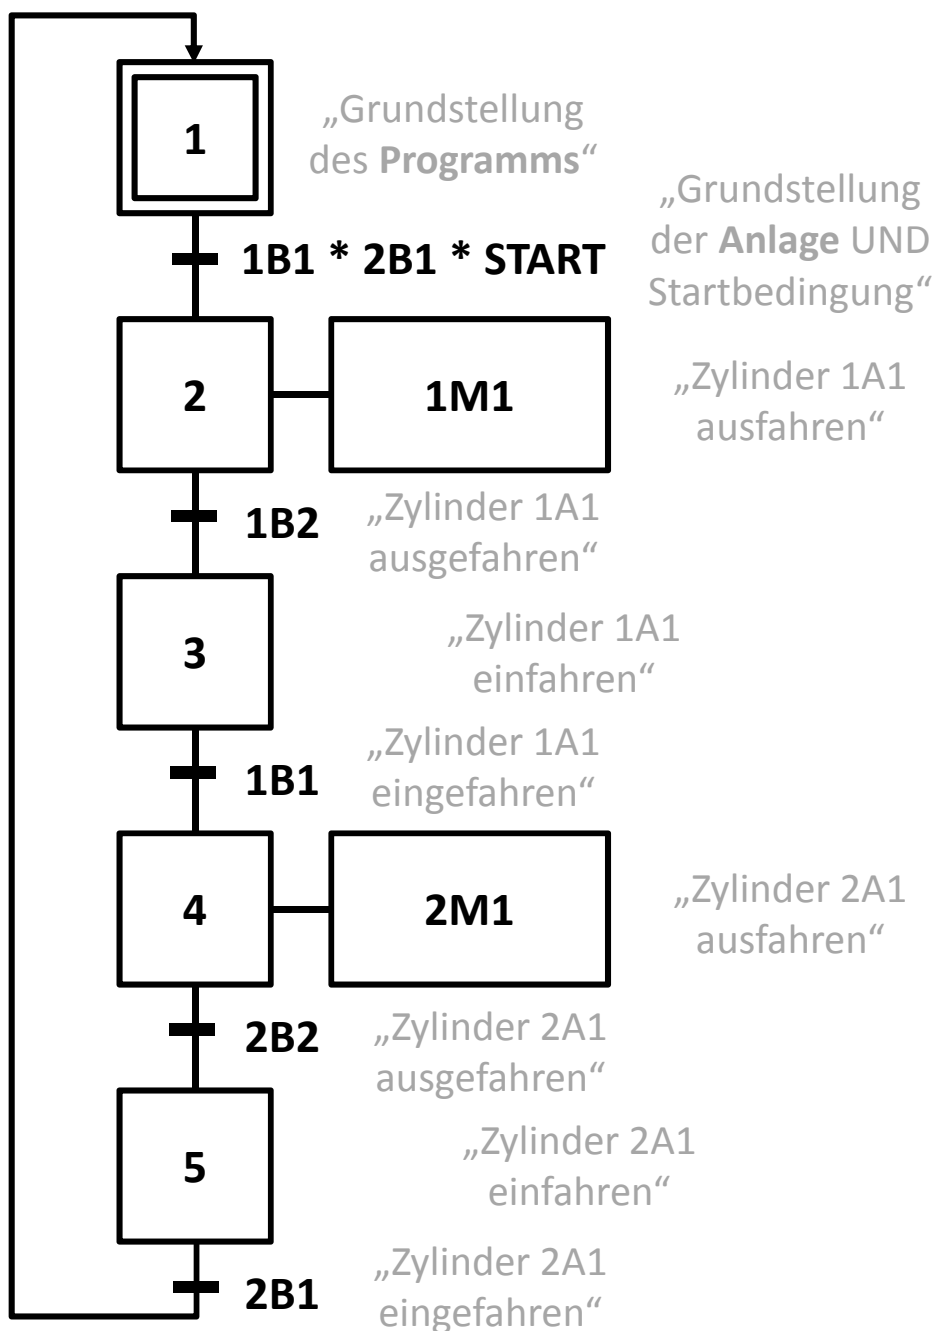 1
„Grundstellung
des Programms“
1B1 * 2B1 * START
„Grundstellung
der Anlage UND
Startbedingung“
2
1M1
„Zylinder 1A1
ausfahren“
1B2
„Zylinder 1A1
ausgefahren“
3
„Zylinder 1A1
einfahren“
1B1
„Zylinder 1A1
eingefahren“
4
2M1
„Zylinder 2A1
ausfahren“
2B2
„Zylinder 2A1
ausgefahren“
5
„Zylinder 2A1
einfahren“
2B1
„Zylinder 2A1
eingefahren“